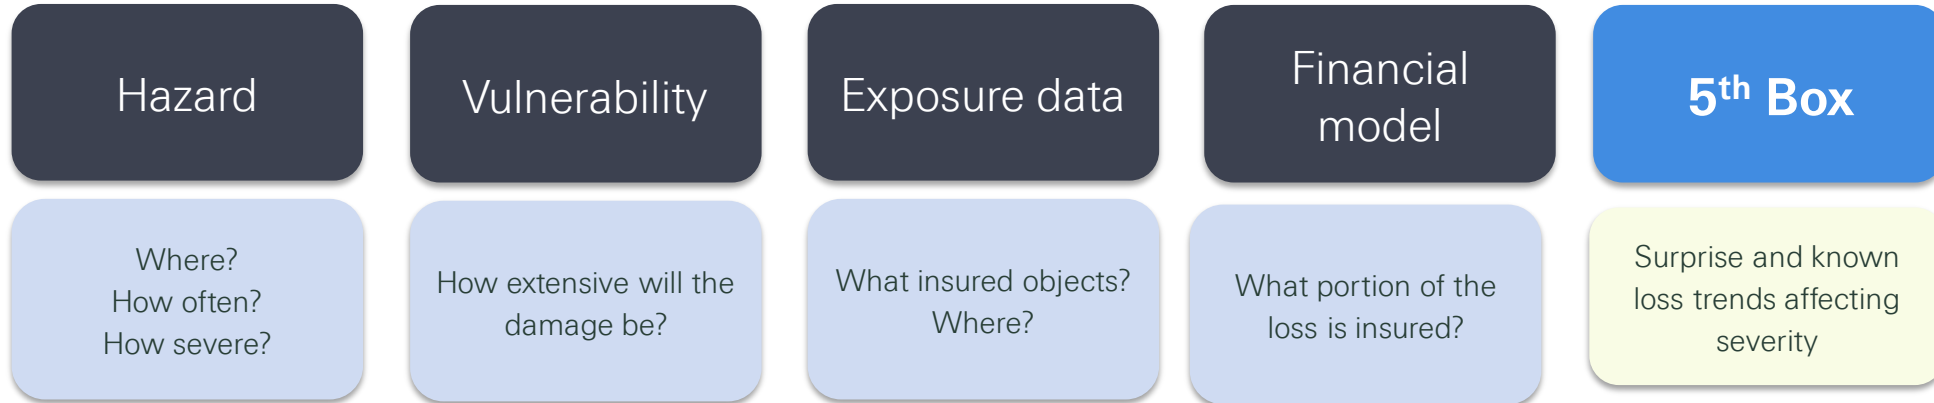 Hazard
Vulnerability
Exposure data
Financial
model
5th Box
Where?
How often?
How severe?
How extensive will the
damage be?
What insured objects?
Where?
What portion of the
loss is insured?
Surprise and known
loss trends affecting
severity